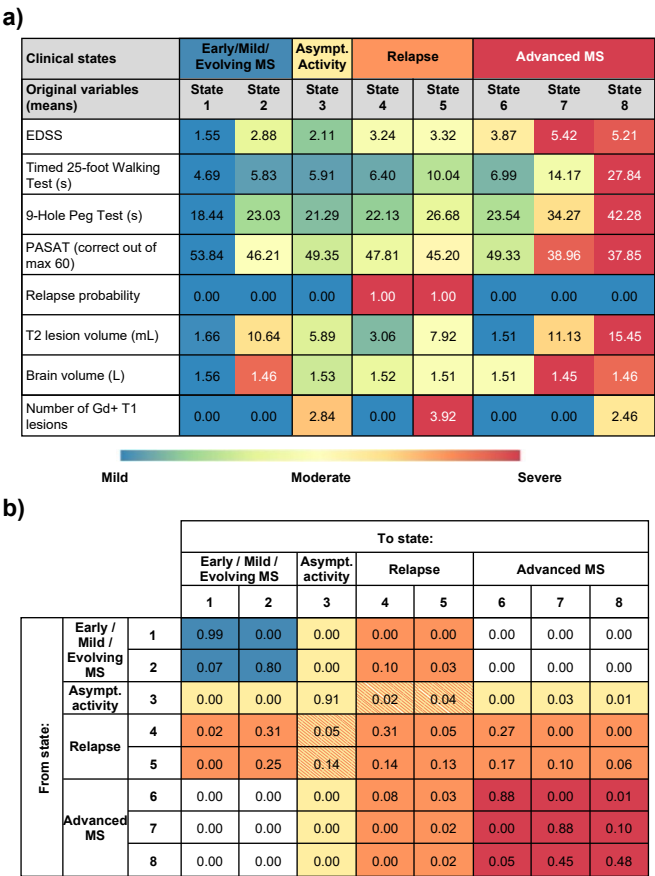 a)
Clinical states Early/Mild/ Evolving MS Asympt. Activity Relapse Advanced MS
Original variables (means) State 1 State 2 State 3 State 4 State 5 State 6 State 7 State 8
EDSS 1.55 2.88 2.11 3.24 3.32 3.87 5.42 5.21
Timed 25-foot Walking Test (s) 4.69 5.83 5.91 6.40 10.04 6.99 14.17 27.84
9-Hole Peg Test (s) 18.44 23.03 21.29 22.13 26.68 23.54 34.27 42.28
PASAT (correct out of max 60) 53.84 46.21 49.35 47.81 45.20 49.33 38.96 37.85
Relapse probability 0.00 0.00 0.00 1.00 1.00 0.00 0.00 0.00
T2 lesion volume (mL) 1.66 10.64 5.89 3.06 7.92 1.51 11.13 15.45
Brain volume (L) 1.56 1.46 1.53 1.52 1.51 1.51 1.45 1.46
Number of Gd+ T1 lesions 0.00 0.00 2.84 0.00 3.92 0.00 0.00 2.46
Mild Moderate Severe
b)
To state:
Early / Mild / Evolving MS Asympt. activity Relapse Advanced MS
1 2 3 4 5 6 7 8
From state:
Early / Mild / Evolving MS
1 0.99 0.00 0.00 0.00 0.00 0.00 0.00 0.00
2 0.07 0.80 0.00 0.10 0.03 0.00 0.00 0.00
Asympt. activity 3 0.00 0.00 0.91 0.02 0.04 0.00 0.03 0.01
Relapse
4 0.02 0.31 0.05 0.31 0.05 0.27 0.00 0.00
5 0.00 0.25 0.14 0.14 0.13 0.17 0.10 0.06
Advanced MS
6 0.00 0.00 0.00 0.08 0.03 0.88 0.00 0.01
7 0.00 0.00 0.00 0.00 0.02 0.00 0.88 0.10
8 0.00 0.00 0.00 0.00 0.02 0.05 0.45 0.48